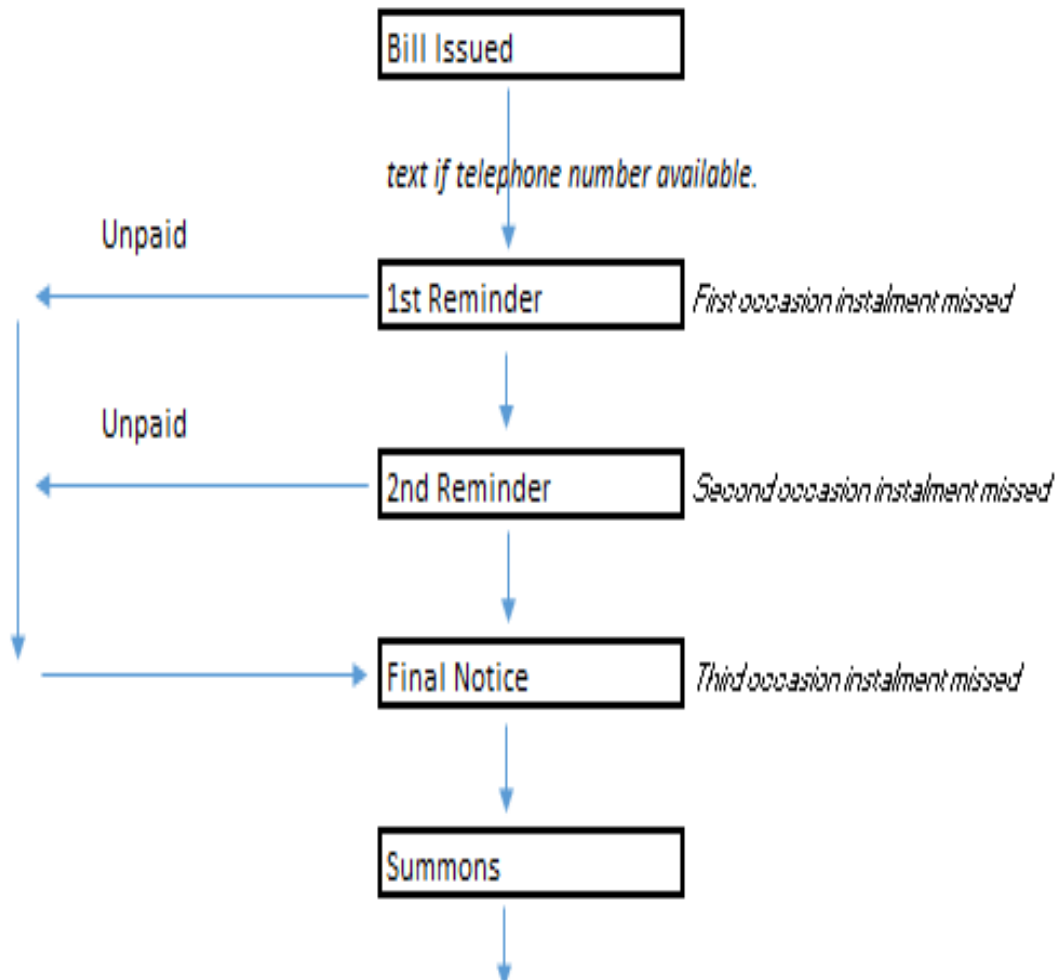 Bill Issued
text if telephone number available.
Unpaid
1st Reminder First occasion instalment missed
Unpaid
2nd Reminder Second occasion instalment missed
Final Notice Third occasion instalment missed
Summons